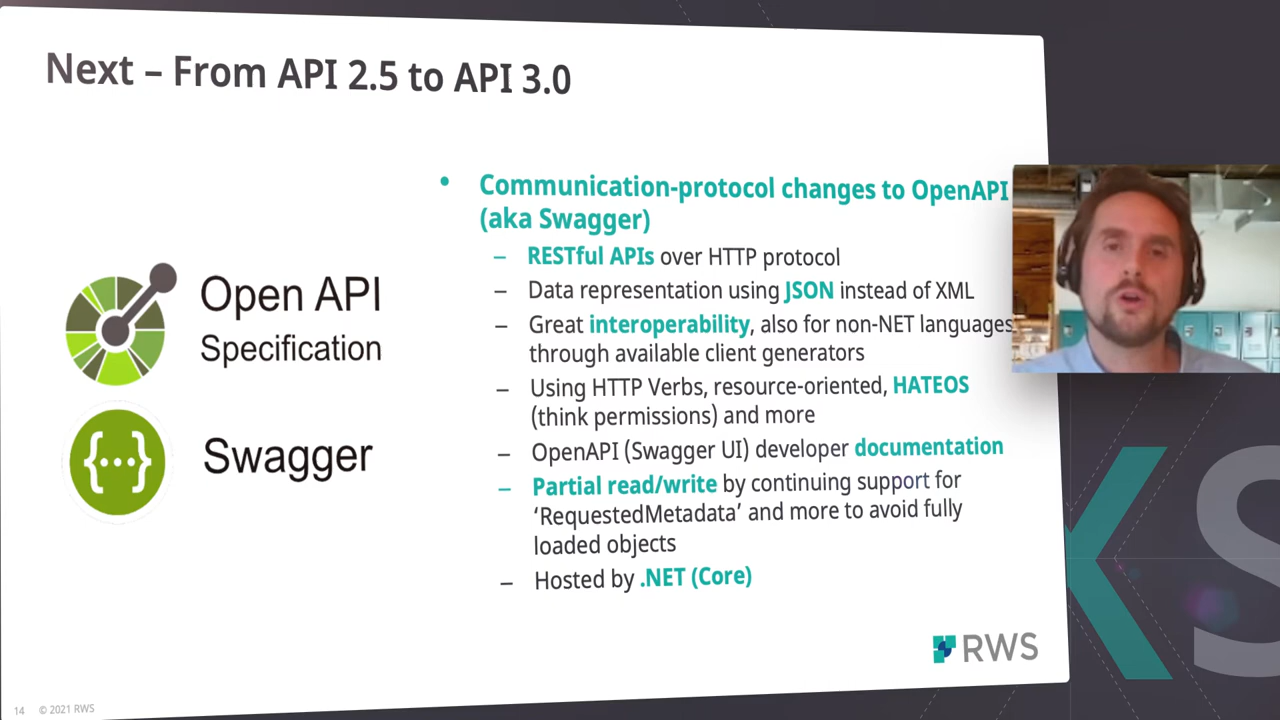 Next – From API 2.5 to API 3.0
Open API
Specification
Swagger
• Communication-protocol changes to OpenAPI
(aka Swagger)
– RESTful APIs over HTTP protocol
– Data representation using JSON instead of XML
– Great interoperability, also for non-NET languages
through available client generators
– Using HTTP Verbs, resource-oriented, HATEOS
(think permissions) and more
– OpenAPI (Swagger UI) developer documentation
– Partial read/write by continuing support for
‘RequestedMetadata’ and more to avoid fully
loaded objects
– Hosted by .NET (Core)
RWS
14 © 2021 RWS
KS